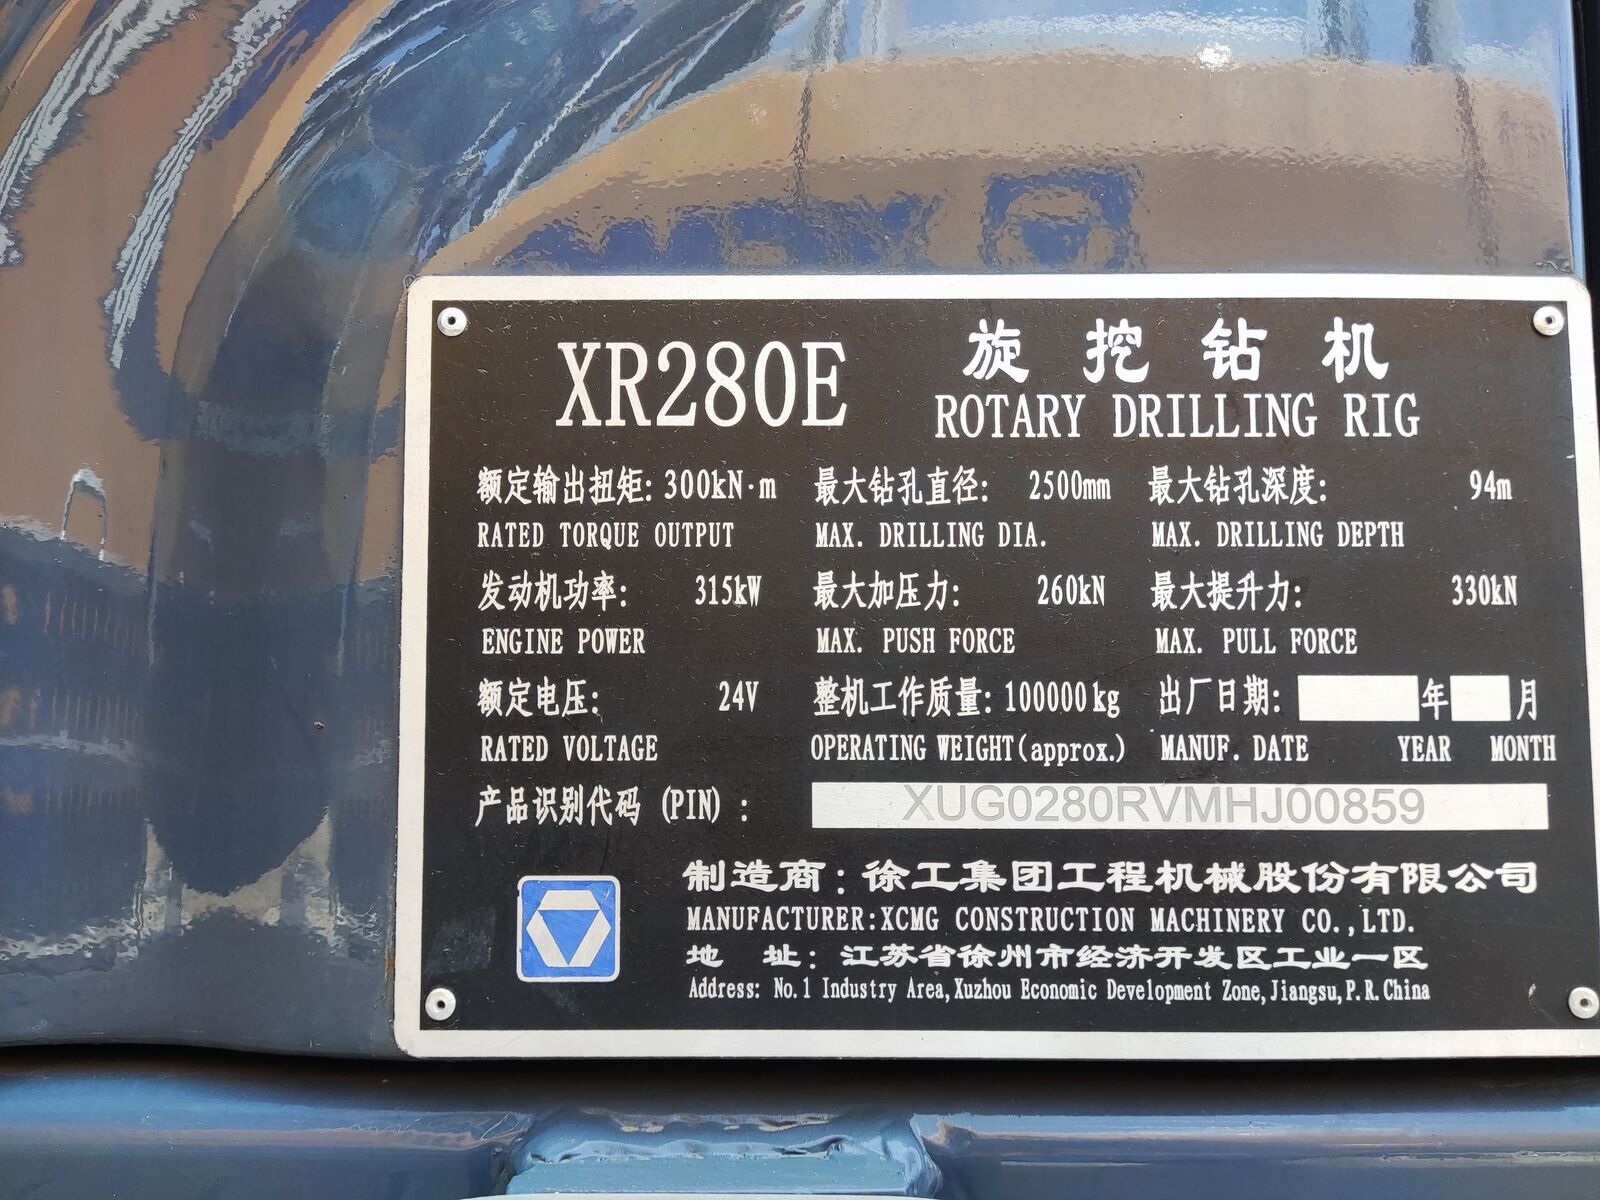 XR280E 旋挖钻机
ROTARY DRILLING RIG
额定输出扭矩: 300kN·m 最大钻孔直径: 2500mm 最大钻孔深度: 94m
RATED TORQUE OUTPUT MAX. DRILLING DIA. MAX. DRILLING DEPTH
发动机功率: 315kW 最大加压力: 260kN 最大提升力: 330kN
ENGINE POWER MAX. PUSH FORCE MAX. PULL FORCE
额定电压: 24V 整机工作质量: 100000kg 出厂日期: 年 月
RATED VOLTAGE OPERATING WEIGHT(approx.) MANUF. DATE YEAR MONTH
产品识别代码 (PIN) : XUG0280RVMHJ00859
制造商: 徐工集团工程机械股份有限公司
MANUFACTURER:XCMG CONSTRUCTION MACHINERY CO.,LTD.
地 址: 江苏省徐州市经济开发区工业一区
Address: No.1 Industry Area,Xuzhou Economic Development Zone,Jiangsu,P.R.China